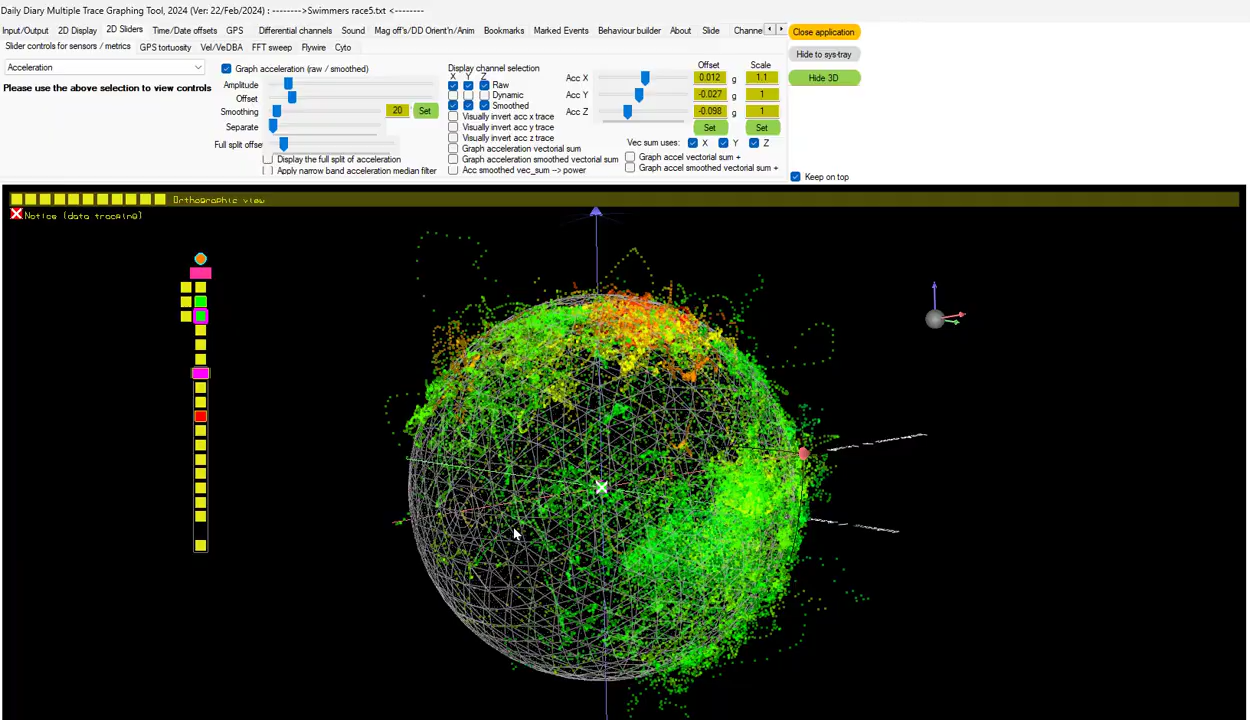 Daily Diary Multiple Trace Graphing Tool, 2024 (Ver: 22/Feb/2024) : -------->Swimmers race5.txt <--------
Input/Output 2D Display 2D Sliders Time/Date offsets GPS Differential channels Sound Mag off's/DD Orient'n/Anim Bookmarks Marked Events Behaviour builder About Slide Channe
Close application
Slider controls for sensors / metrics GPS tortuosity Vel/VeDBA FFT sweep Flywire Cyto
Hide to sys-tray
Acceleration
Graph acceleration (raw / smoothed)
Display channel selection
Offset Scale
Hide 3D
X Y Z
Please use the above selection to view controls
Amplitude
Raw
Acc X
0.012 g 1.1
Offset
Dynamic
Acc Y
-0.027 g 1
Smoothing
20 Set
Smoothed
Acc Z
-0.098 g 1
Separate
Visually invert acc x trace
Visually invert acc y trace
Set Set
Full split offse
Visually invert acc z trace
Vec sum uses: X Y Z
Graph acceleration vectorial sum
Display the full split of acceleration
Graph acceleration smoothed vectorial sum
Graph accel vectorial sum +
Apply narrow band acceleration median filter
Acc smoothed vec_sum --> power
Graph accel smoothed vectorial sum +
Keep on top
Orthographic view
Notice (data tracing)